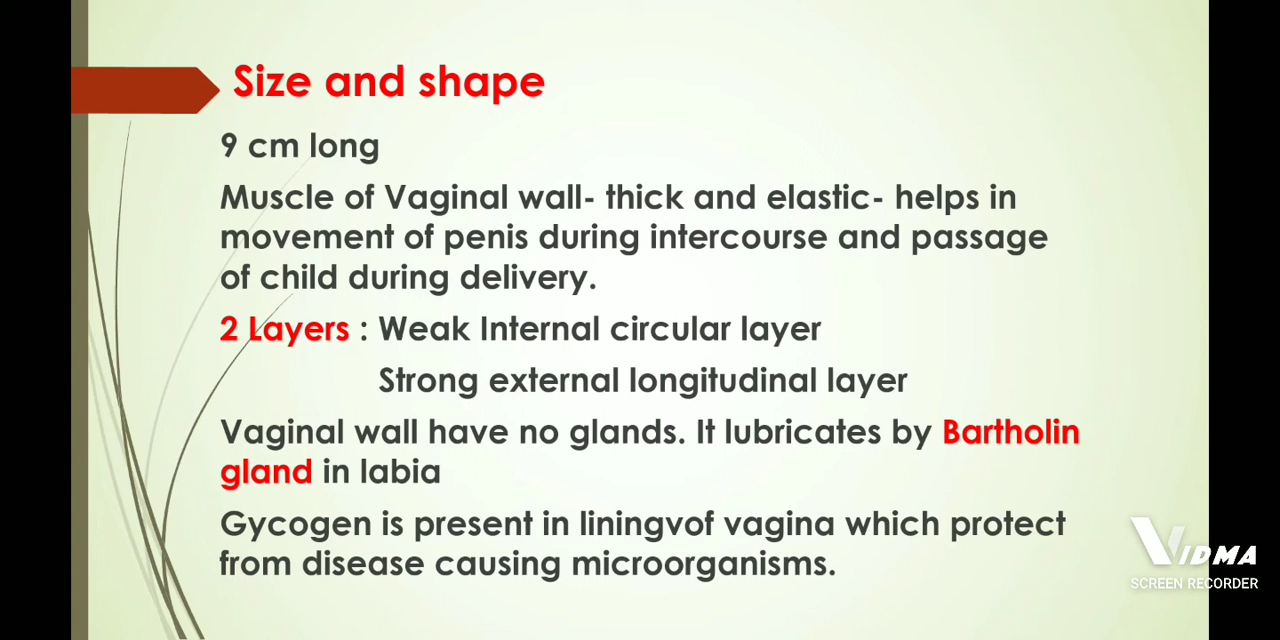 Size and shape
9 cm long
Muscle of Vaginal wall- thick and elastic- helps in
movement of penis during intercourse and passage
of child during delivery.
2 Layers : Weak Internal circular layer
Strong external longitudinal layer
Vaginal wall have no glands. It lubricates by Bartholin
gland in labia
Gycogen is present in liningvof vagina which protect
from disease causing microorganisms.
VIDMA
SCREEN RECORDER